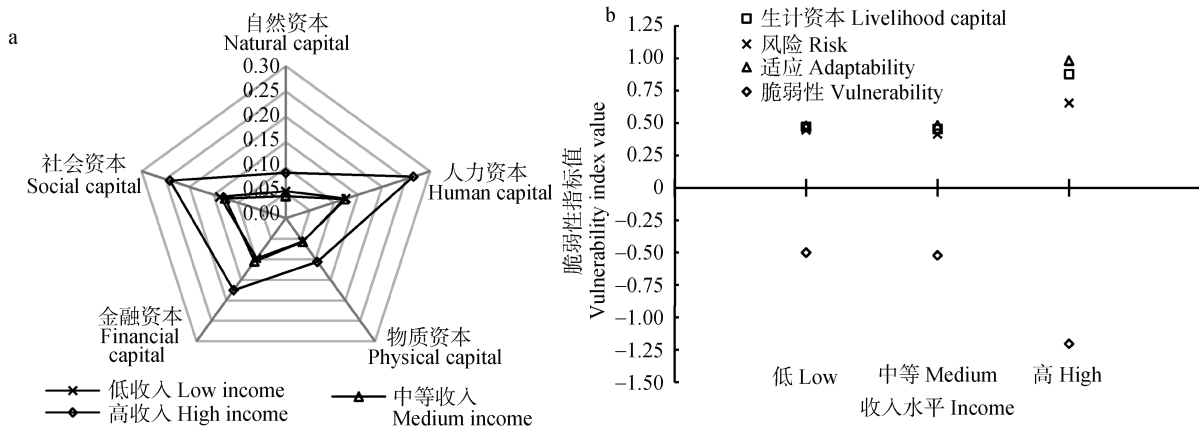 a
自然资本
Natural capital
0.30
0.25
0.20
0.15
0.10
0.05
0.00
社会资本
Social capital
人力资本
Human capital
金融资本
Financial
capital
物质资本
Physical capital
低收入 Low income
高收入 High income
中等收入
Medium income
b
生计资本 Livelihood capital
风险 Risk
适应 Adaptability
脆弱性 Vulnerability
脆弱性指标值
Vulnerability index value
1.25
1.00
0.75
0.50
0.25
0
−0.25
−0.50
−0.75
−1.00
−1.25
−1.50
低 Low
中等 Medium
高 High
收入水平 Income